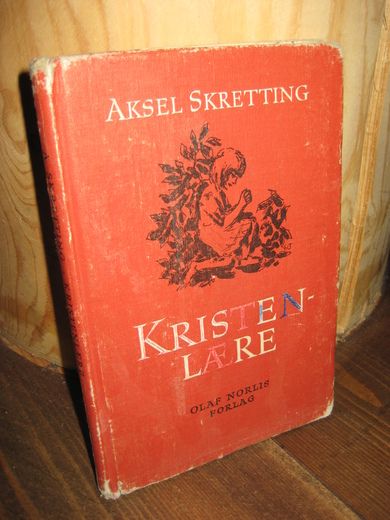 AKSEL SKRETTING
KRISTEN-
LÆRE
OLAF NORLIS
FORLAG